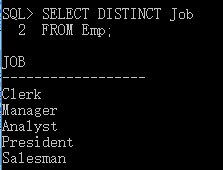 SQL> SELECT DISTINCT Job
  2  FROM Emp;
JOB
------------------
Clerk
Manager
Analyst
President
Salesman